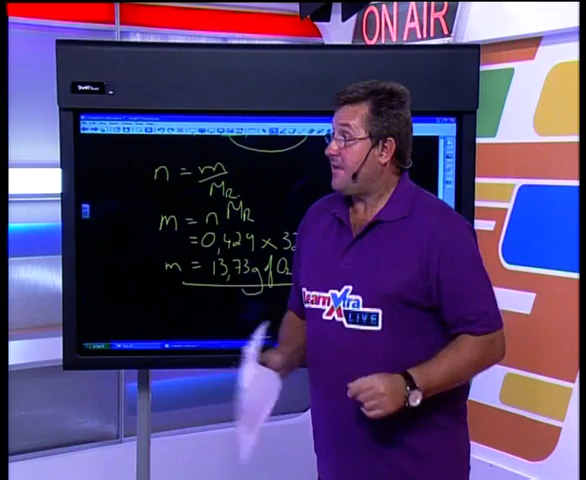 ON AIR
n = m/MR
m = n MR
= 0,429 × 32
m = 13,73g of O2
LearnXtra
LIVE